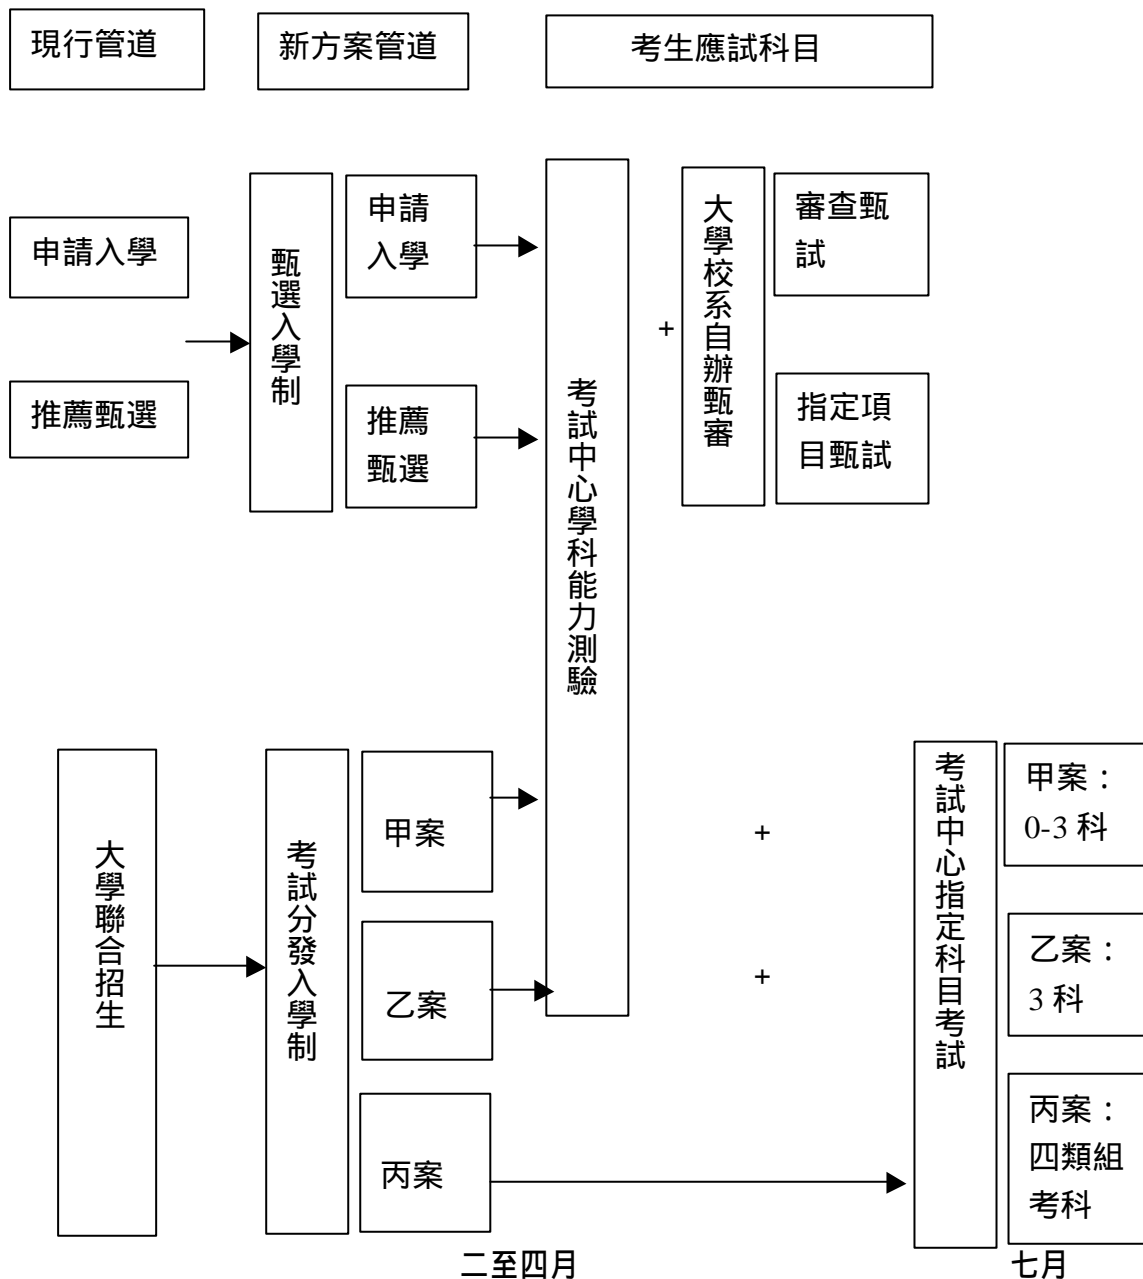 現行管道
新方案管道
考生應試科目
申請入學
推薦甄選
甄選入學制
申請
入學
推薦
甄選
考試中心學科能力測驗
+
大學校系自辦甄審
審查甄
試
指定項
目甄試
大學聯合招生
考試分發入學制
甲案
乙案
丙案
+
+
考試中心指定科目考試
甲案：
0-3 科
乙案：
3 科
丙案：
四類組
考科
二至四月
七月